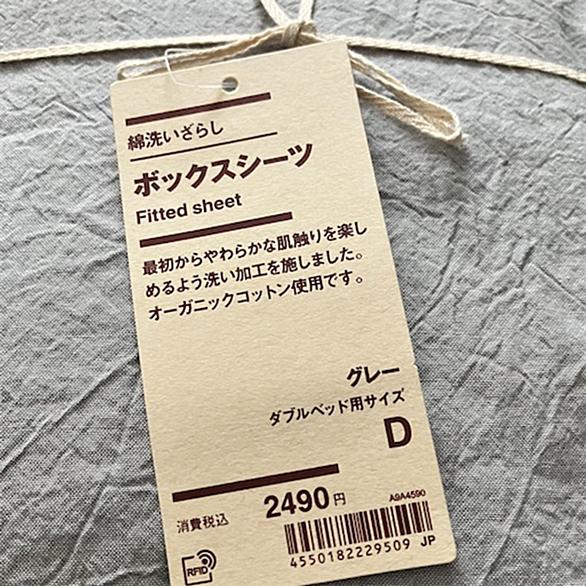 綿洗いざらし
ボックスシーツ
Fitted sheet
最初からやわらかな肌触りを楽し
めるよう洗い加工を施しました。
オーガニックコットン使用です。
グレー
ダブルベッド用サイズ
D
消費税込 2490円 A9A4590
4550182229509 JP
RFID